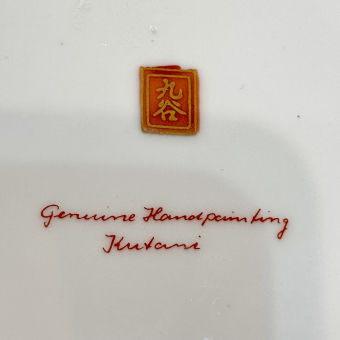 九谷
Genuine Handpainting
Kutani